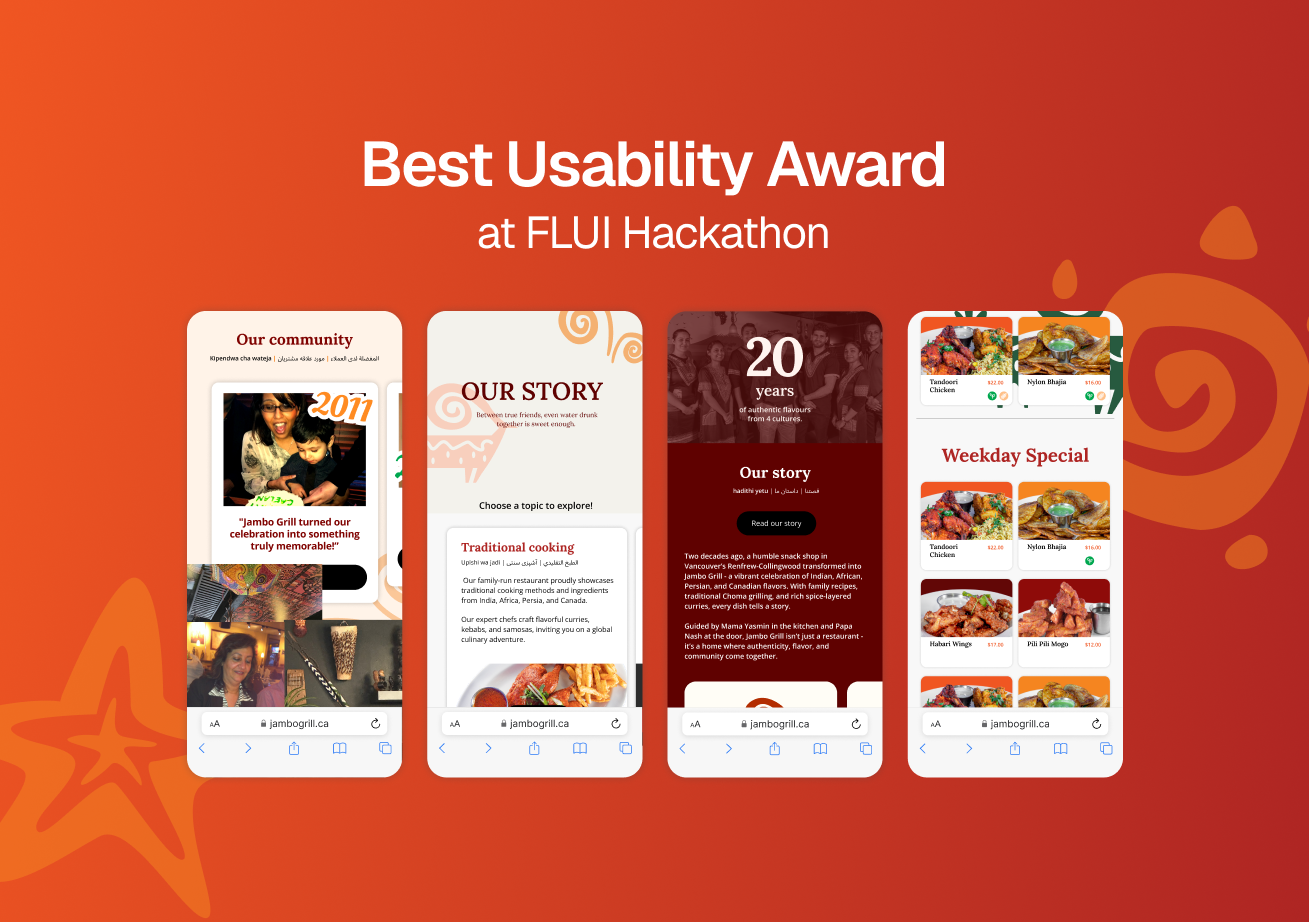 Best Usability Award
at FLUI Hackathon
Our community
Kipendwa cha wateja | المفضلة لدى العملاء | مورد علاقه مشتریان
2011
"Jambo Grill turned our
celebration into something
truly memorable!"
AA
jambogrill.ca
OUR STORY
Between true friends, even water drunk
together is sweet enough.
Choose a topic to explore!
Traditional cooking
Upishi wa jadi | الطبخ التقليدي | آشپزی سنتی
Our family-run restaurant proudly showcases
traditional cooking methods and ingredients
from India, Africa, Persia, and Canada.
Our expert chefs craft flavorful curries,
kebabs, and samosas, inviting you on a global
culinary adventure.
AA
jambogrill.ca
20
years
of authentic flavours
from 4 cultures.
Our story
hadithi yetu | قصتنا | داستان ما
Read our story
Two decades ago, a humble snack shop in
Vancouver's Renfrew-Collingwood transformed into
Jambo Grill - a vibrant celebration of Indian, African,
Persian, and Canadian flavors. With family recipes,
traditional Choma grilling, and rich spice-layered
curries, every dish tells a story.
Guided by Mama Yasmin in the kitchen and Papa
Nash at the door, Jambo Grill isn't just a restaurant -
it's a home where authenticity, flavor, and
community come together.
AA
jambogrill.ca
Tandoori
Chicken
$22.00
Nylon Bhajia
$16.00
Weekday Special
Tandoori
Chicken
$22.00
Nylon Bhajia
$16.00
Habari Wings
$17.00
Pili Pili Mogo
$12.00
AA
jambogrill.ca